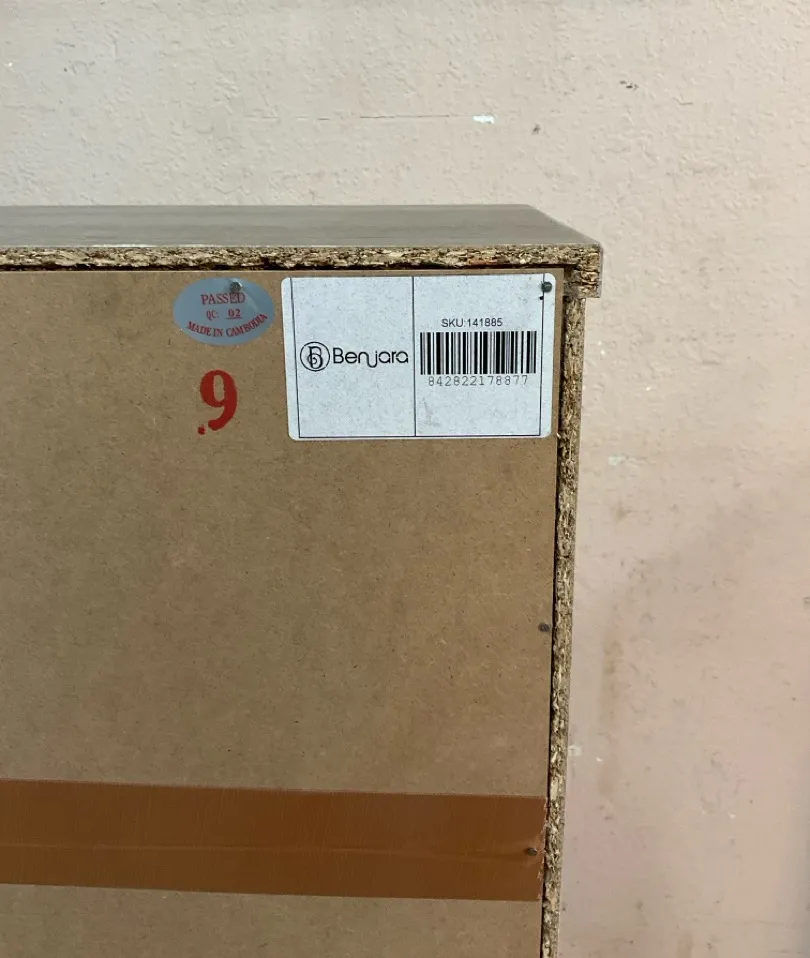 PASSED
QC: 02
MADE IN CAMBODIA
.9
Benjara
SKU:141885
842822178877